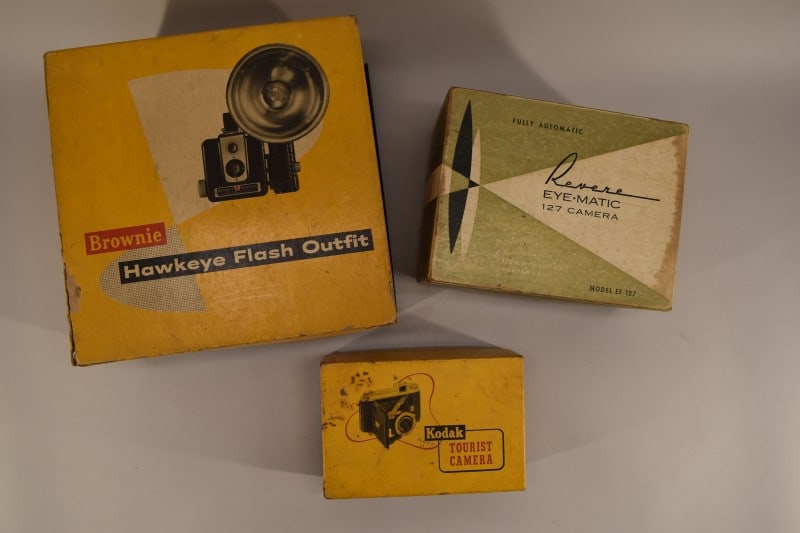 Brownie
Hawkeye Flash Outfit
FULLY AUTOMATIC
Revere
EYE•MATIC
127 CAMERA
MODEL EE-127
Kodak
TOURIST
CAMERA